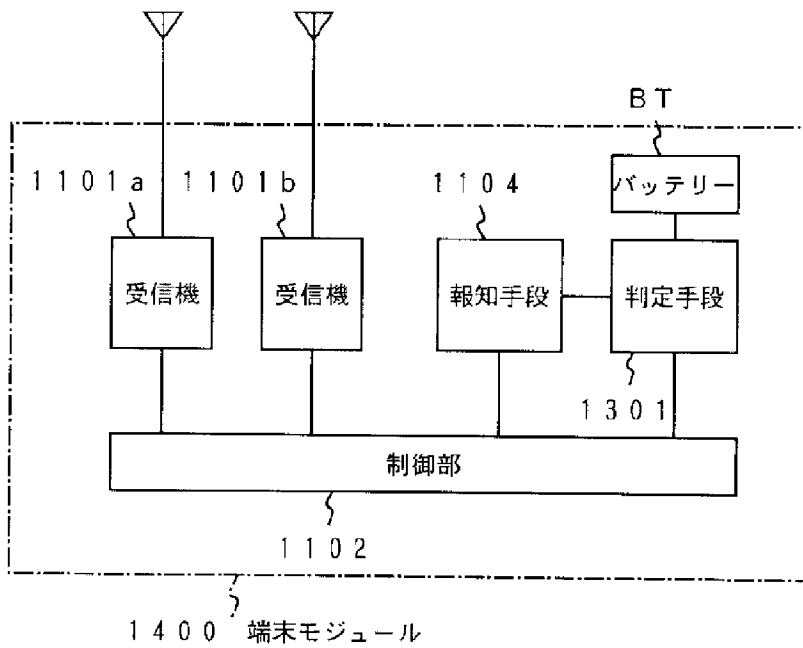 BT
1101a 1101b 1104 バッテリー
受信機 受信機 報知手段 判定手段
1301
制御部
1102
1400 端末モジュール